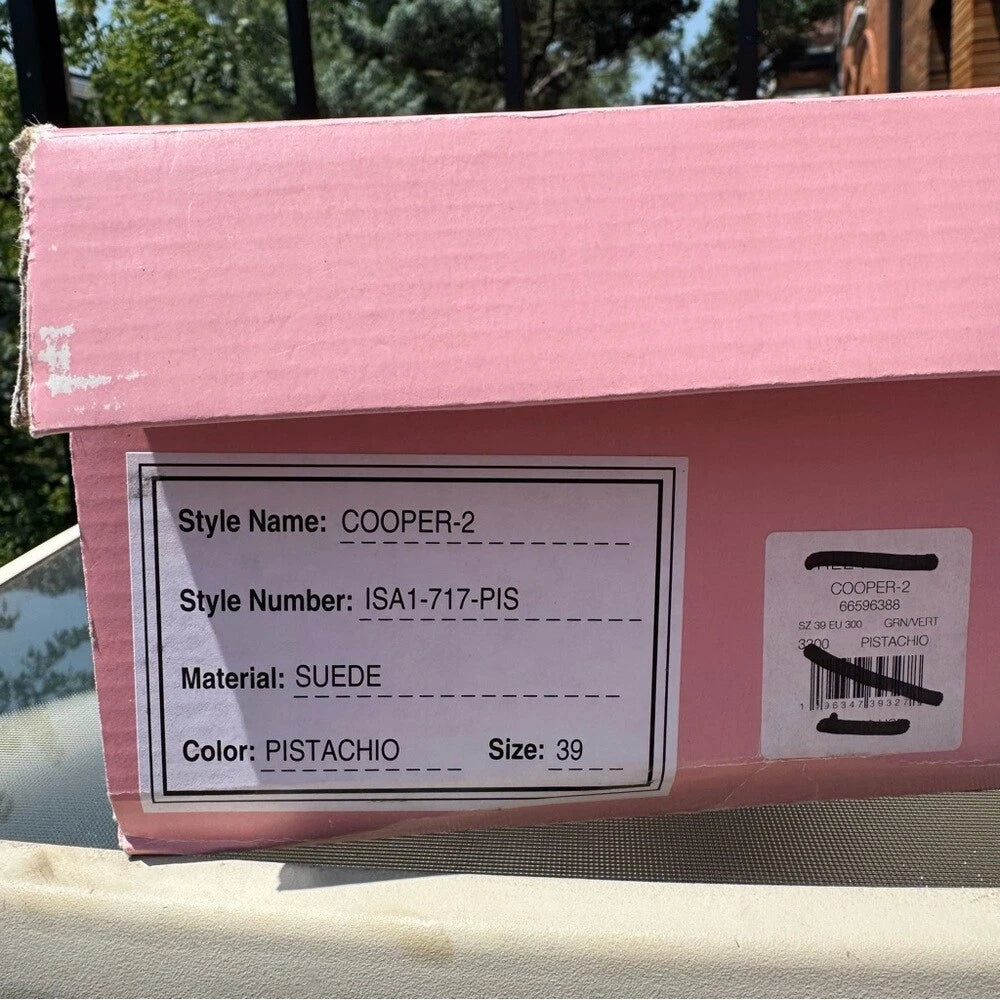 Style Name: COOPER-2
Style Number: ISA1-717-PIS
Material: SUEDE
Color: PISTACHIO Size: 39
COOPER-2
66596388
SZ 39 EU 300 GRN/VERT
3200 PISTACHIO